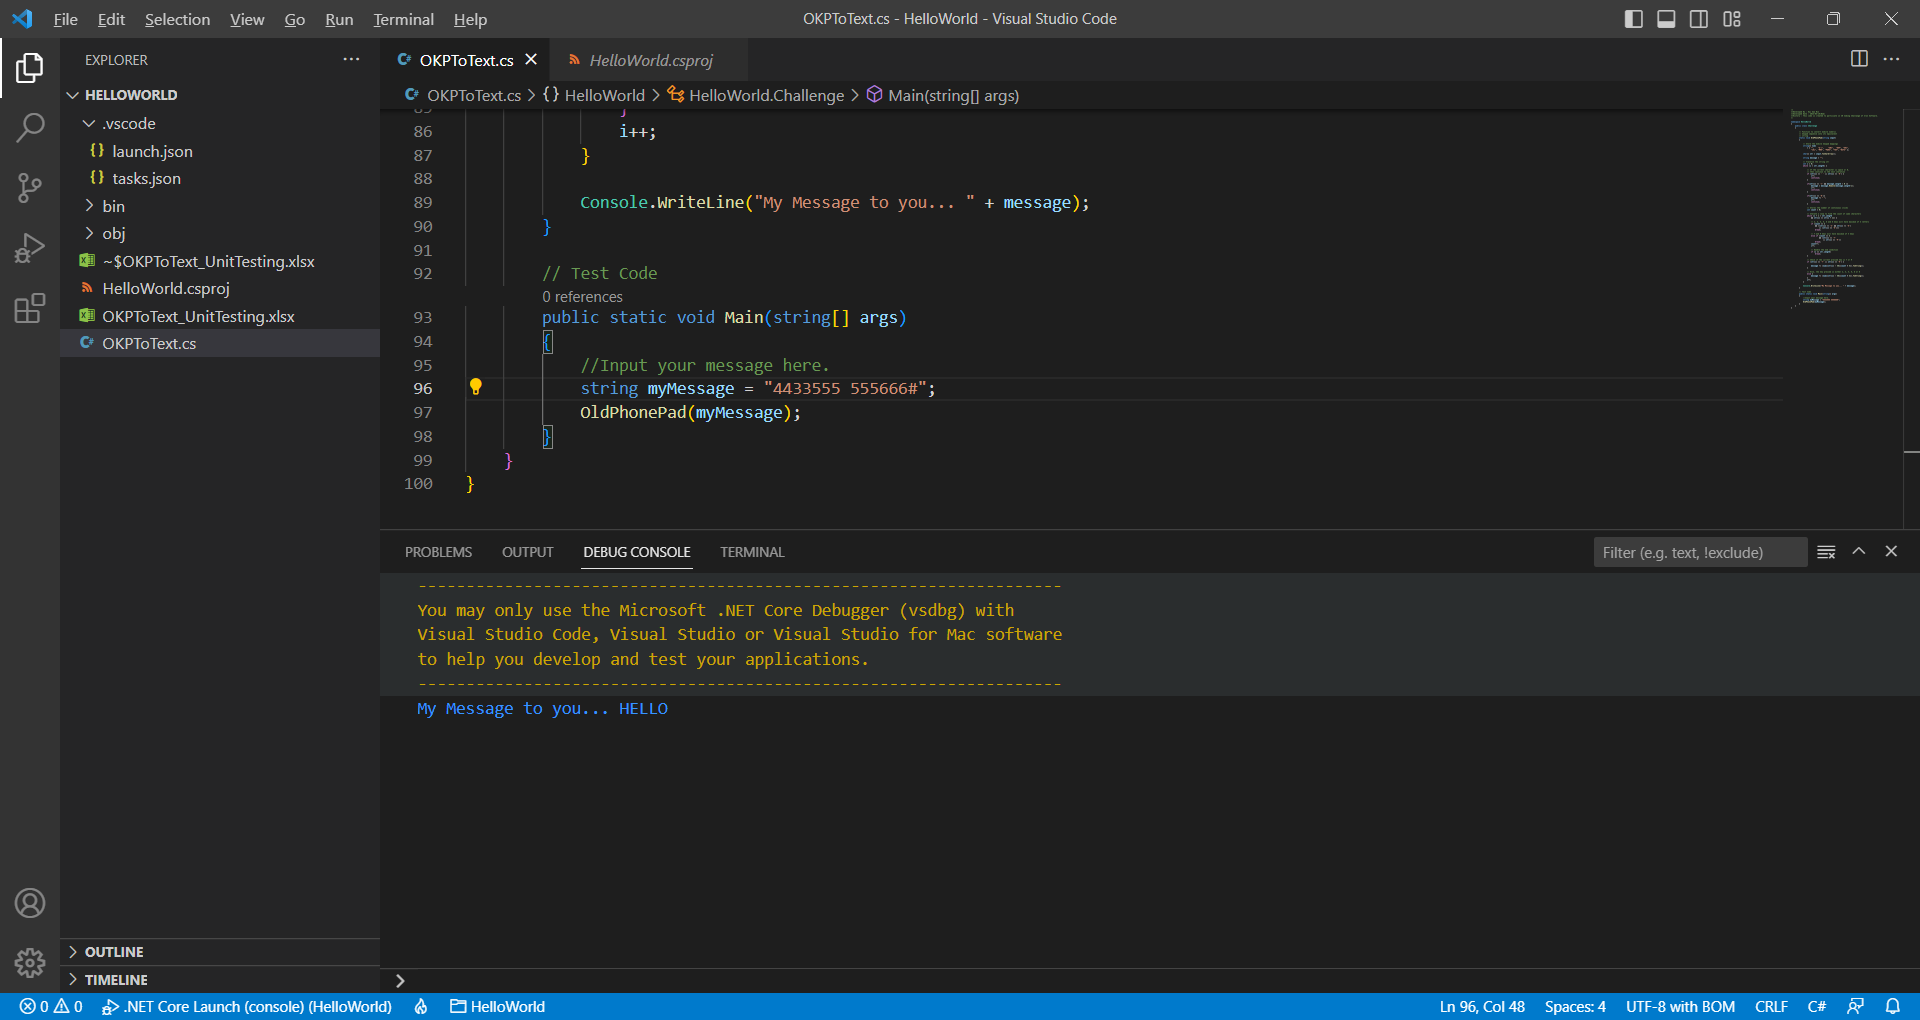 File Edit Selection View Go Run Terminal Help
OKPToText.cs - HelloWorld - Visual Studio Code
EXPLORER
HELLOWORLD
.vscode
launch.json
tasks.json
bin
obj
~$OKPToText_UnitTesting.xlsx
HelloWorld.csproj
OKPToText_UnitTesting.xlsx
OKPToText.cs
OUTLINE
TIMELINE
OKPToText.cs HelloWorld.csproj
OKPToText.cs > {} HelloWorld > HelloWorld.Challenge > Main(string[] args)
85 }
86 i++;
87 }
88
89 Console.WriteLine("My Message to you... " + message);
90 }
91
92 // Test Code
0 references
93 public static void Main(string[] args)
94 {
95 //Input your message here.
96 string myMessage = "4433555 555666#";
97 OldPhonePad(myMessage);
98 }
99 }
100 }
PROBLEMS OUTPUT DEBUG CONSOLE TERMINAL
Filter (e.g. text, !exclude)
-------------------------------------------------------------------
You may only use the Microsoft .NET Core Debugger (vsdbg) with
Visual Studio Code, Visual Studio or Visual Studio for Mac software
to help you develop and test your applications.
-------------------------------------------------------------------
My Message to you... HELLO
0 0 .NET Core Launch (console) (HelloWorld) HelloWorld
Ln 96, Col 48 Spaces: 4 UTF-8 with BOM CRLF C#